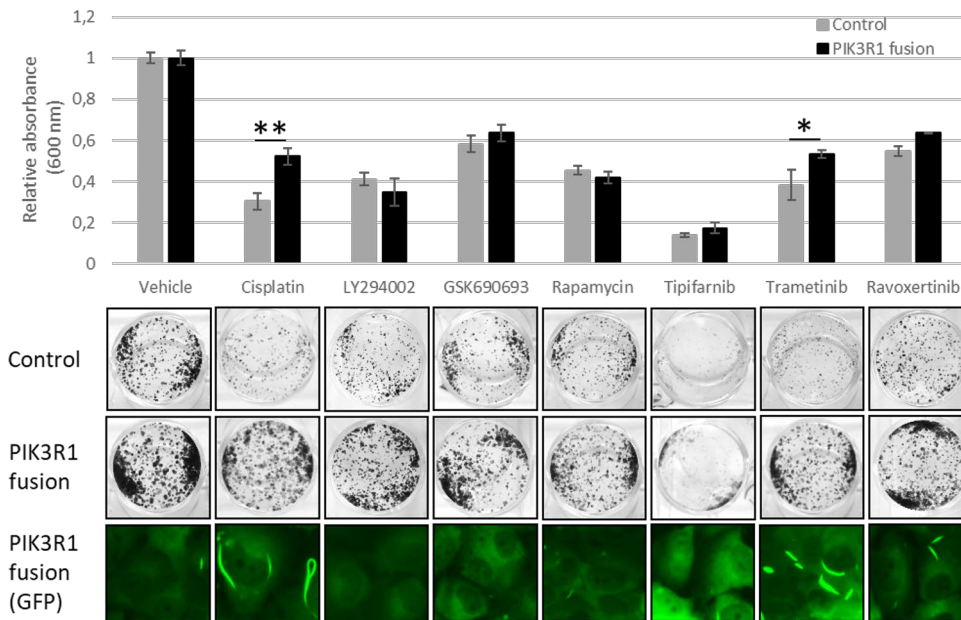 1,2
Control
PIK3R1 fusion
1
0,8
0,6
0,4
0,2
0
Relative absorbance
(600 nm)
**
*
Vehicle
Cisplatin
LY294002
GSK690693
Rapamycin
Tipifarnib
Trametinib
Ravoxertinib
Control
PIK3R1
fusion
PIK3R1
fusion
(GFP)